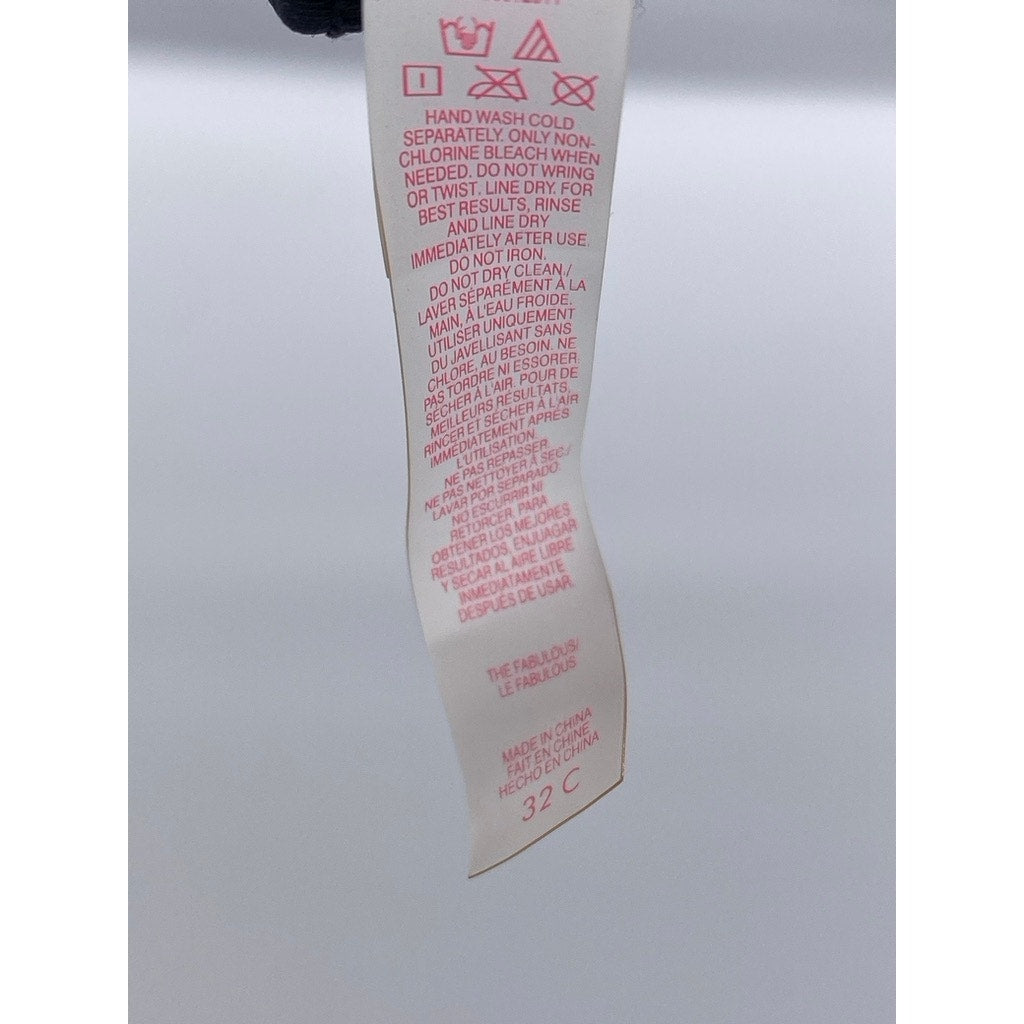 HAND WASH COLD
SEPARATELY. ONLY NON-
CHLORINE BLEACH WHEN
NEEDED. DO NOT WRING
OR TWIST. LINE DRY. FOR
BEST RESULTS, RINSE
AND LINE DRY
IMMEDIATELY AFTER USE.
DO NOT IRON.
DO NOT DRY CLEAN./
LAVER SÉPARÉMENT À LA
MAIN, À L'EAU FROIDE.
UTILISER UNIQUEMENT
DU JAVELLISANT SANS
CHLORE, AU BESOIN. NE
PAS TORDRE NI ESSORER.
SÉCHER À L'AIR. POUR DE
MEILLEURS RÉSULTATS,
RINCER ET SÉCHER À L'AIR
IMMÉDIATEMENT APRÈS
L'UTILISATION.
NE PAS REPASSER.
NE PAS NETTOYER À SEC./
LAVAR POR SEPARADO.
NO ESCURRIR NI
RETORCER. PARA
OBTENER LOS MEJORES
RESULTADOS, ENJUAGAR
Y SECAR AL AIRE LIBRE
INMEDIATAMENTE
DESPUÉS DE USAR.
THE FABULOUS/
LE FABULOUS
MADE IN CHINA
FAIT EN CHINE
HECHO EN CHINA
32 C